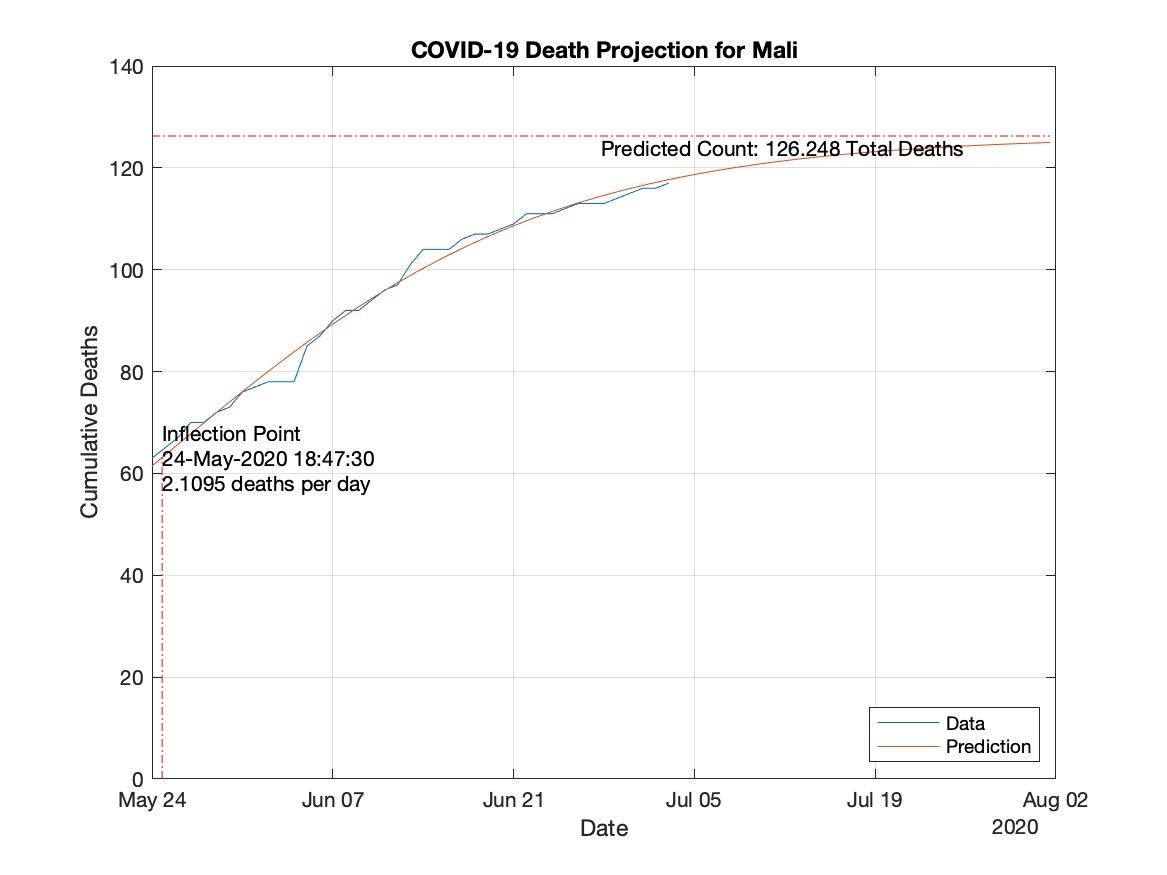 COVID-19 Death Projection for Mali
140
120
100
80
60
40
20
0
Cumulative Deaths
Predicted Count: 126.248 Total Deaths
Inflection Point
24-May-2020 18:47:30
2.1095 deaths per day
Data
Prediction
May 24
Jun 07
Jun 21
Jul 05
Jul 19
Aug 02
Date
2020